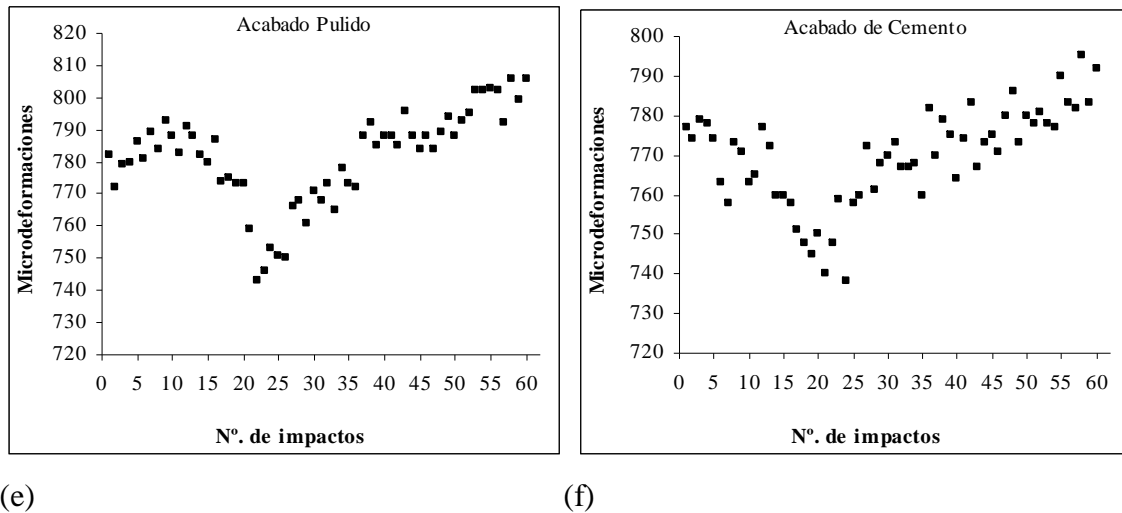 Acabado Pulido
820
810
800
790
780
770
760
750
740
730
720
0 5 10 15 20 25 30 35 40 45 50 55 60
Microdeformaciones
Nº. de impactos
(e)
Acabado de Cemento
800
790
780
770
760
750
740
730
720
0 5 10 15 20 25 30 35 40 45 50 55 60
Microdeformaciones
Nº. de impactos
(f)